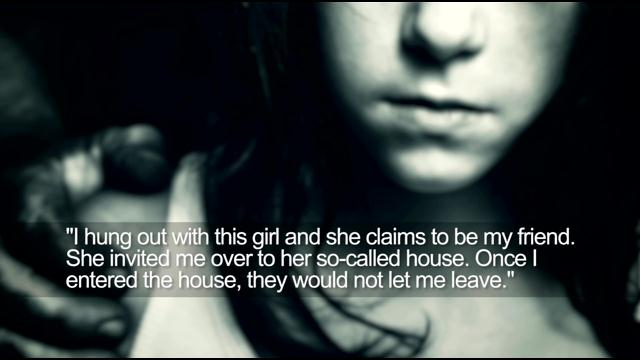 "I hung out with this girl and she claims to be my friend.
She invited me over to her so-called house. Once I
entered the house, they would not let me leave."